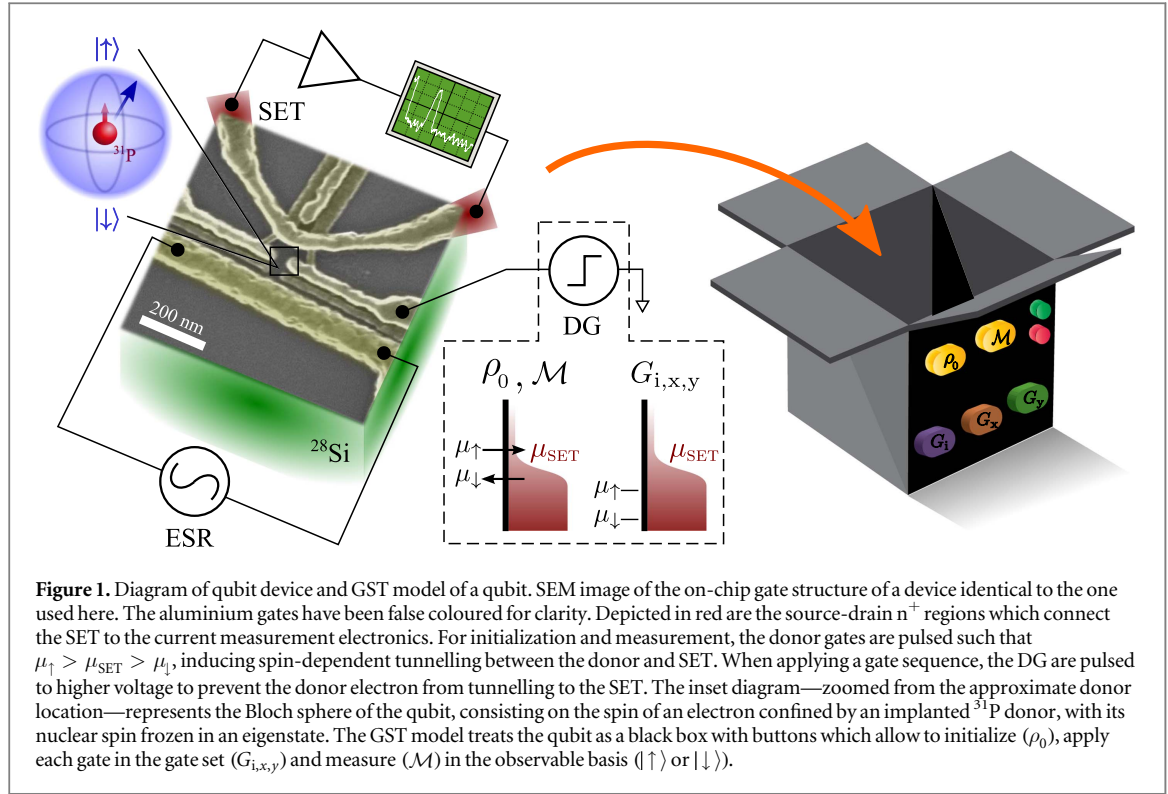 |↑⟩
SET
³¹P
|↓⟩
200 nm
DG
ρ₀ , ℳ
G_{i,x,y}
²⁸Si
μ↑
μ_SET
μ↓
μ_SET
μ↑
μ↓
ESR
ρ₀
ℳ
G_i
G_x
G_y
Figure 1. Diagram of qubit device and GST model of a qubit. SEM image of the on-chip gate structure of a device identical to the one
used here. The aluminium gates have been false coloured for clarity. Depicted in red are the source-drain n⁺ regions which connect
the SET to the current measurement electronics. For initialization and measurement, the donor gates are pulsed such that
μ↑ > μ_SET > μ↓, inducing spin-dependent tunnelling between the donor and SET. When applying a gate sequence, the DG are pulsed
to higher voltage to prevent the donor electron from tunnelling to the SET. The inset diagram—zoomed from the approximate donor
location—represents the Bloch sphere of the qubit, consisting on the spin of an electron confined by an implanted ³¹P donor, with its
nuclear spin frozen in an eigenstate. The GST model treats the qubit as a black box with buttons which allow to initialize (ρ₀), apply
each gate in the gate set (G_{i,x,y}) and measure (ℳ) in the observable basis (|↑⟩ or |↓⟩).